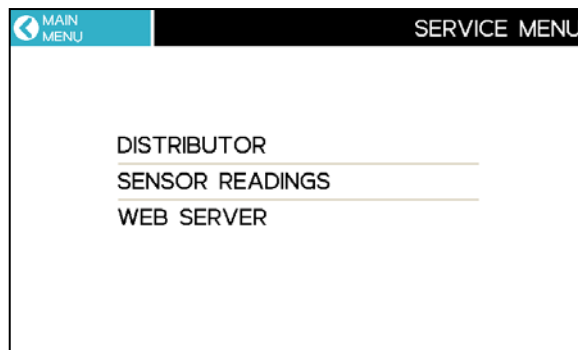 MAIN
MENU
SERVICE MENU
DISTRIBUTOR
SENSOR READINGS
WEB SERVER